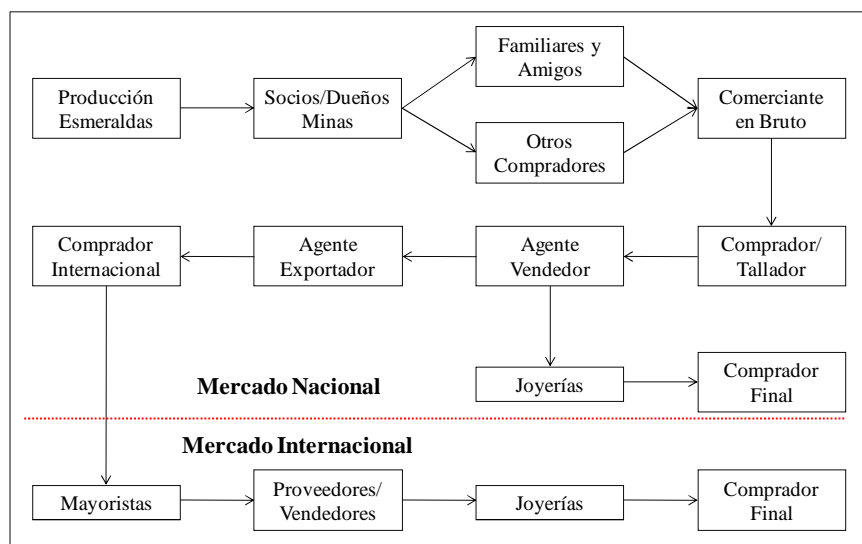 Familiares y
Amigos
Producción
Esmeraldas
Socios/Dueños
Minas
Comerciante
en Bruto
Otros
Compradores
Comprador
Internacional
Agente
Exportador
Agente
Vendedor
Comprador/
Tallador
Joyerías
Comprador
Final
Mercado Nacional
Mercado Internacional
Mayoristas
Proveedores/
Vendedores
Joyerías
Comprador
Final